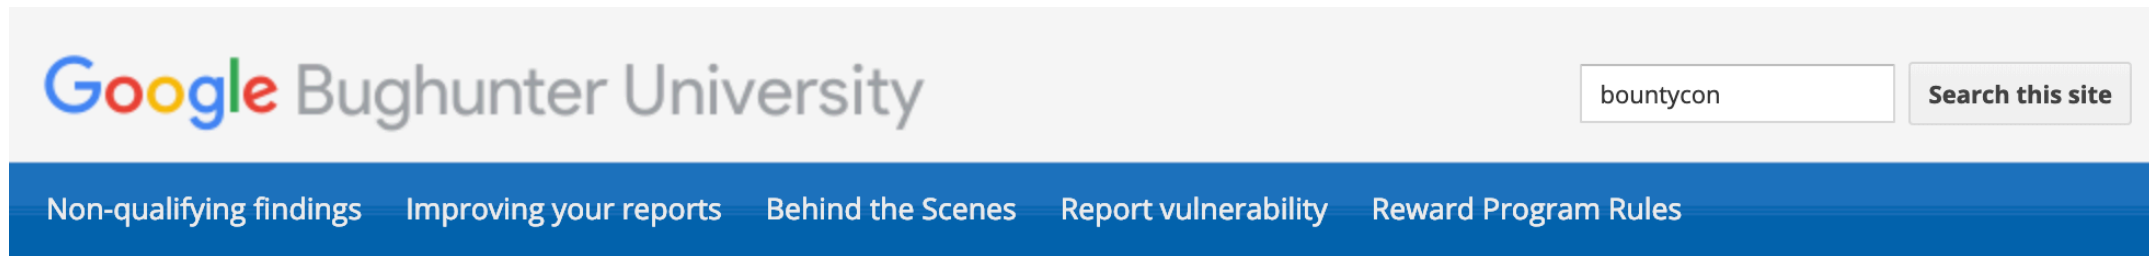 Google Bughunter University
bountycon
Search this site
Non-qualifying findings
Improving your reports
Behind the Scenes
Report vulnerability
Reward Program Rules